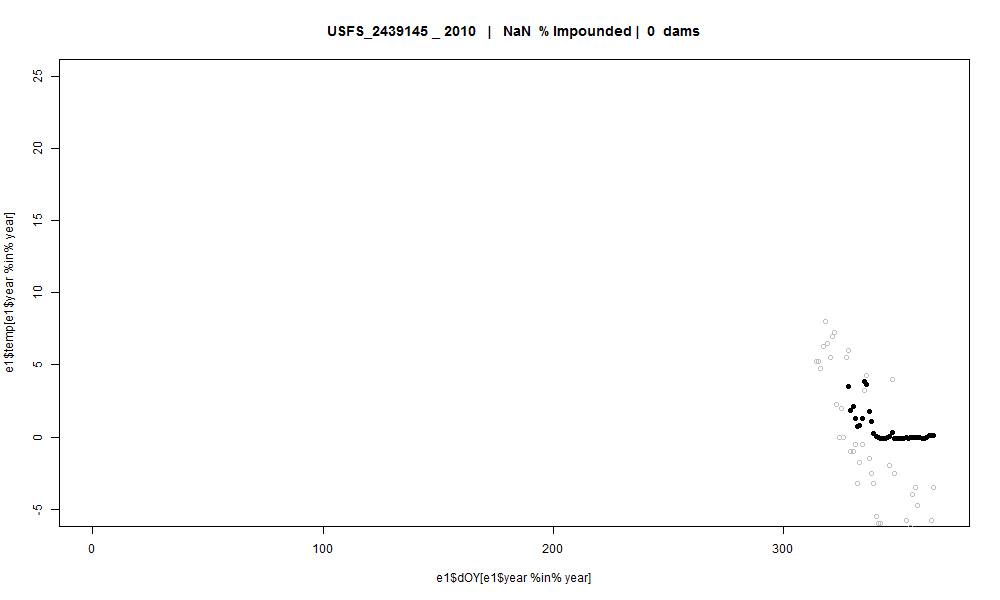 USFS_2439145 _ 2010 | NaN % Impounded | 0 dams
25
20
15
10
5
0
-5
e1$temp[e1$year %in% year]
0 100 200 300
e1$dOY[e1$year %in% year]